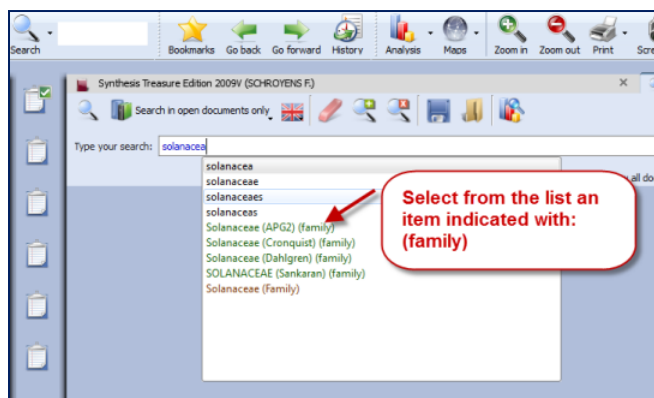 Search
Bookmarks Go back Go forward History Analysis Maps Zoom in Zoom out Print
Synthesis Treasure Edition 2009V (SCHROYENS F.)
Search in open documents only
Type your search: solanacea
solanacea
solanaceae
solanaceaes
solanaceas
Solanaceae (APG2) (family)
Solanaceae (Cronquist) (family)
Solanaceae (Dahlgren) (family)
SOLANACEAE (Sankaran) (family)
Solanaceae (Family)
all do
Select from the list an
item indicated with:
(family)